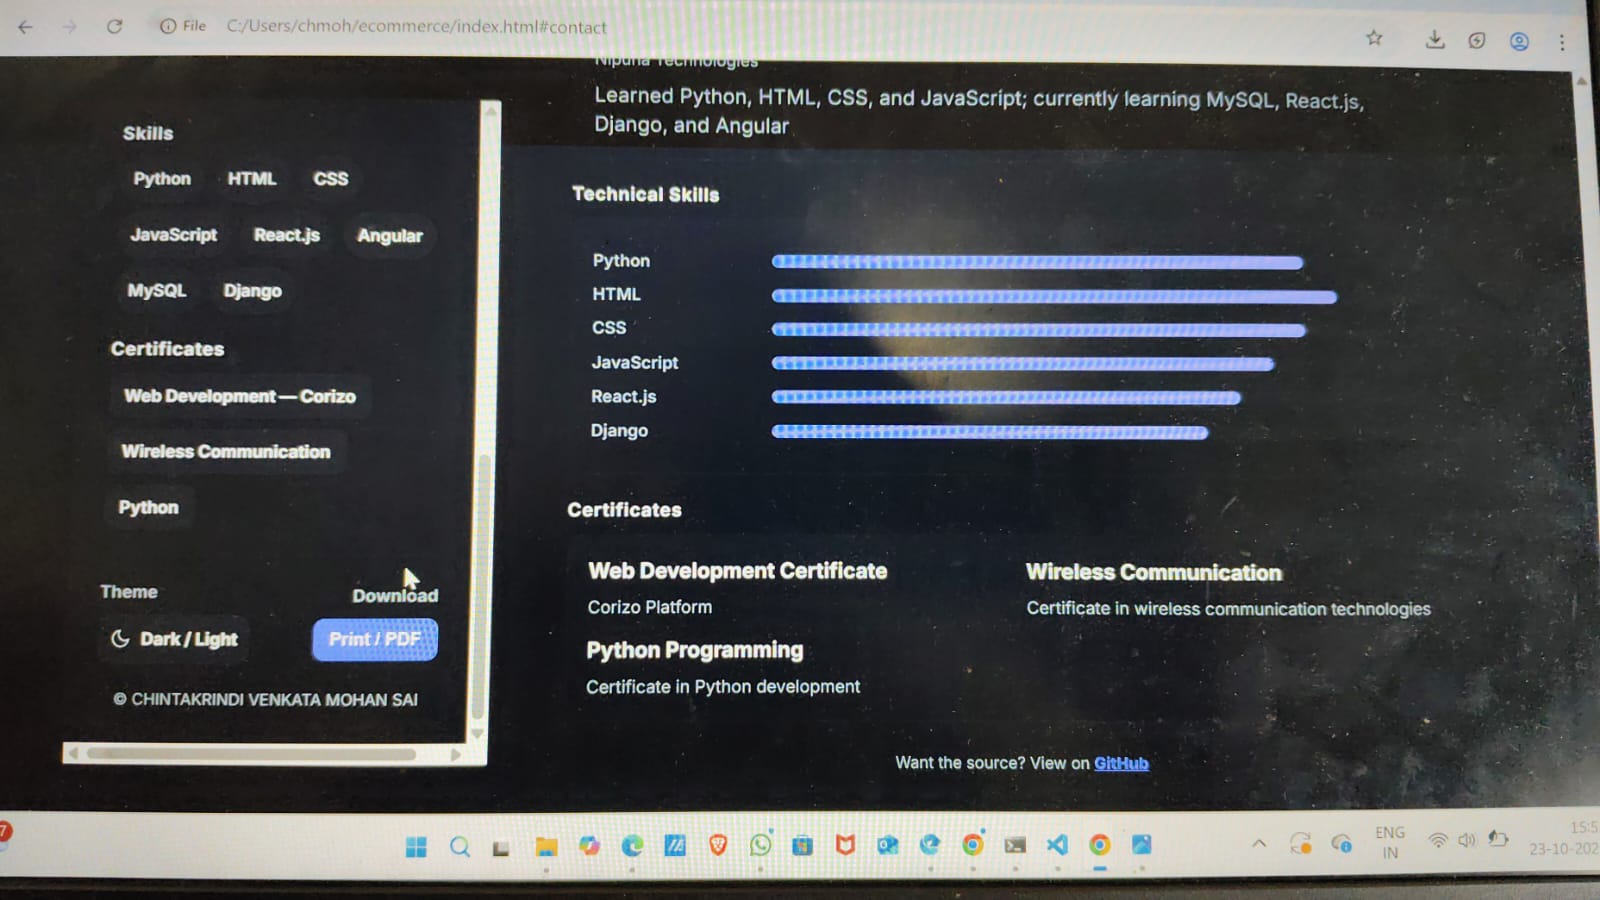 File C:/Users/chmoh/ecommerce/index.html#contact
Skills
Python HTML CSS
JavaScript React.js Angular
MySQL Django
Certificates
Web Development — Corizo
Wireless Communication
Python
Theme Download
Dark / Light Print / PDF
© CHINTAKRINDI VENKATA MOHAN SAI
Nipuna Technologies
Learned Python, HTML, CSS, and JavaScript; currently learning MySQL, React.js,
Django, and Angular
Technical Skills
Python
HTML
CSS
JavaScript
React.js
Django
Certificates
Web Development Certificate
Corizo Platform
Wireless Communication
Certificate in wireless communication technologies
Python Programming
Certificate in Python development
Want the source? View on GitHub
7
ENG
IN
15:5
23-10-202